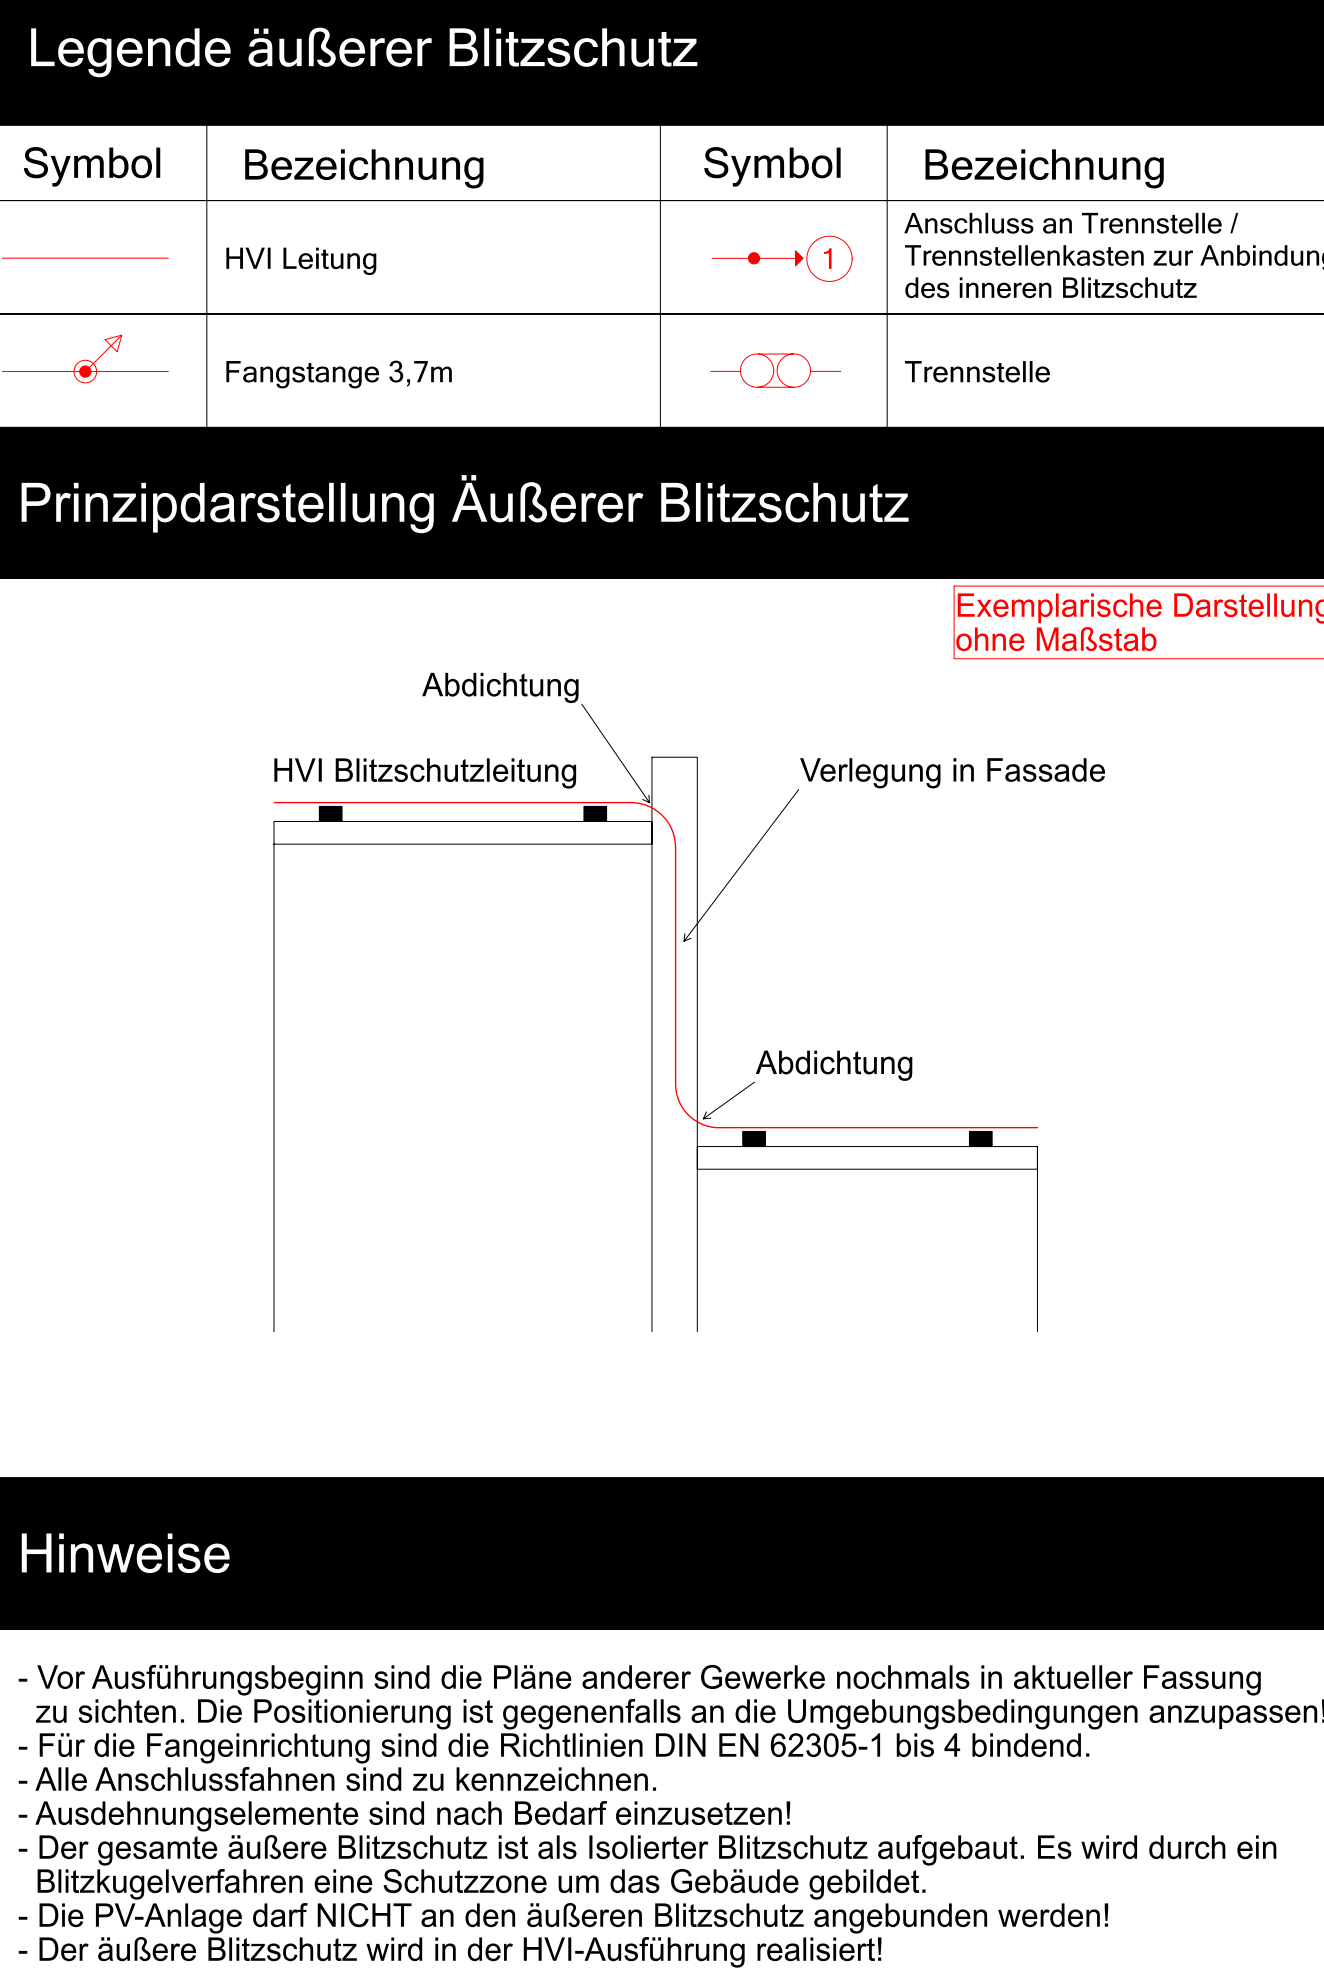 Legende äußerer Blitzschutz
Symbol
Bezeichnung
Symbol
Bezeichnung
HVI Leitung
1
Anschluss an Trennstelle /
Trennstellenkasten zur Anbindung
des inneren Blitzschutz
Fangstange 3,7m
Trennstelle
Prinzipdarstellung Äußerer Blitzschutz
Exemplarische Darstellung
ohne Maßstab
Abdichtung
HVI Blitzschutzleitung
Verlegung in Fassade
Abdichtung
Hinweise
- Vor Ausführungsbeginn sind die Pläne anderer Gewerke nochmals in aktueller Fassung
zu sichten. Die Positionierung ist gegenenfalls an die Umgebungsbedingungen anzupassen!
- Für die Fangeinrichtung sind die Richtlinien DIN EN 62305-1 bis 4 bindend.
- Alle Anschlussfahnen sind zu kennzeichnen.
- Ausdehnungselemente sind nach Bedarf einzusetzen!
- Der gesamte äußere Blitzschutz ist als Isolierter Blitzschutz aufgebaut. Es wird durch ein
Blitzkugelverfahren eine Schutzzone um das Gebäude gebildet.
- Die PV-Anlage darf NICHT an den äußeren Blitzschutz angebunden werden!
- Der äußere Blitzschutz wird in der HVI-Ausführung realisiert!